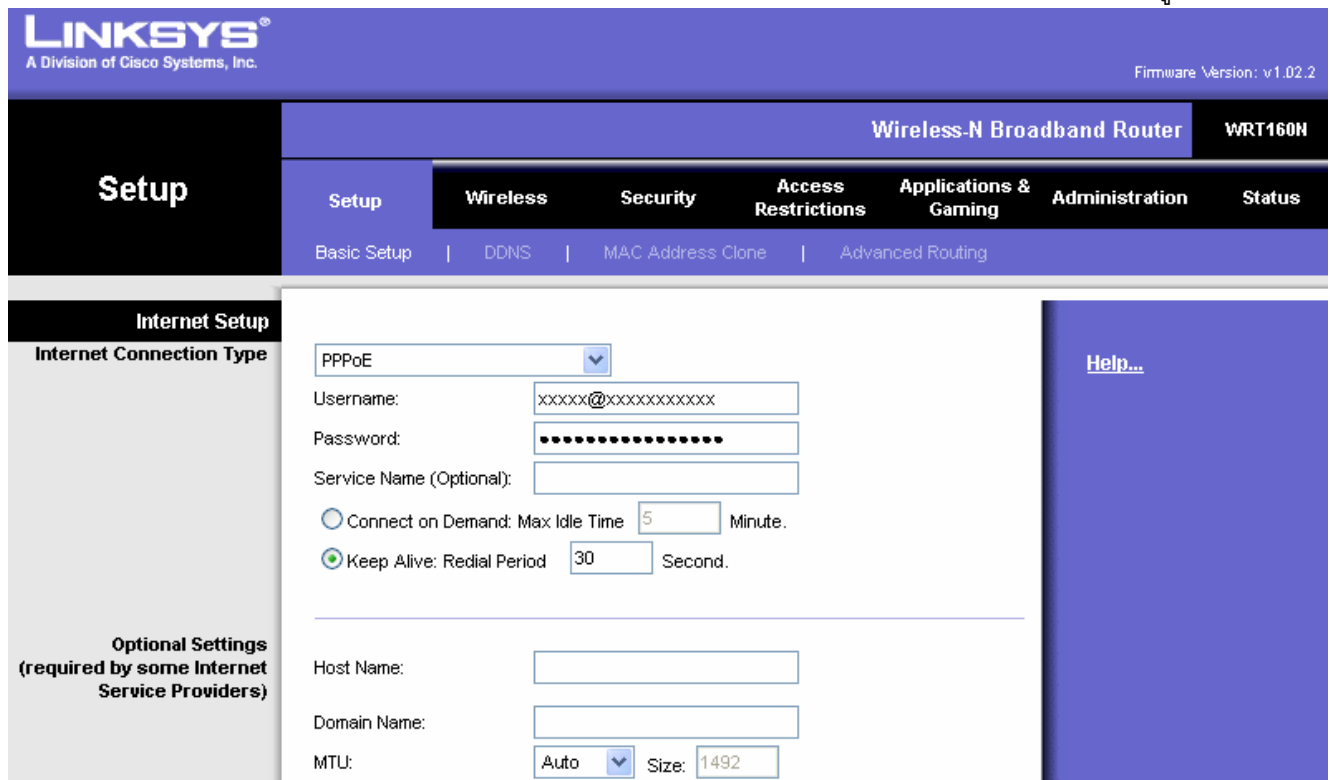 LINKSYS®
A Division of Cisco Systems, Inc.
Firmware Version: v1.02.2
Wireless-N Broadband Router WRT160N
Setup
Setup Wireless Security Access Restrictions Applications & Gaming Administration Status
Basic Setup | DDNS | MAC Address Clone | Advanced Routing
Internet Setup
Internet Connection Type
PPPoE
Help...
Username: xxxxx@xxxxxxxxxxx
Password: ••••••••••••••••
Service Name (Optional):
Connect on Demand: Max Idle Time 5 Minute.
Keep Alive: Redial Period 30 Second.
Optional Settings
(required by some Internet
Service Providers)
Host Name:
Domain Name:
MTU: Auto Size: 1492